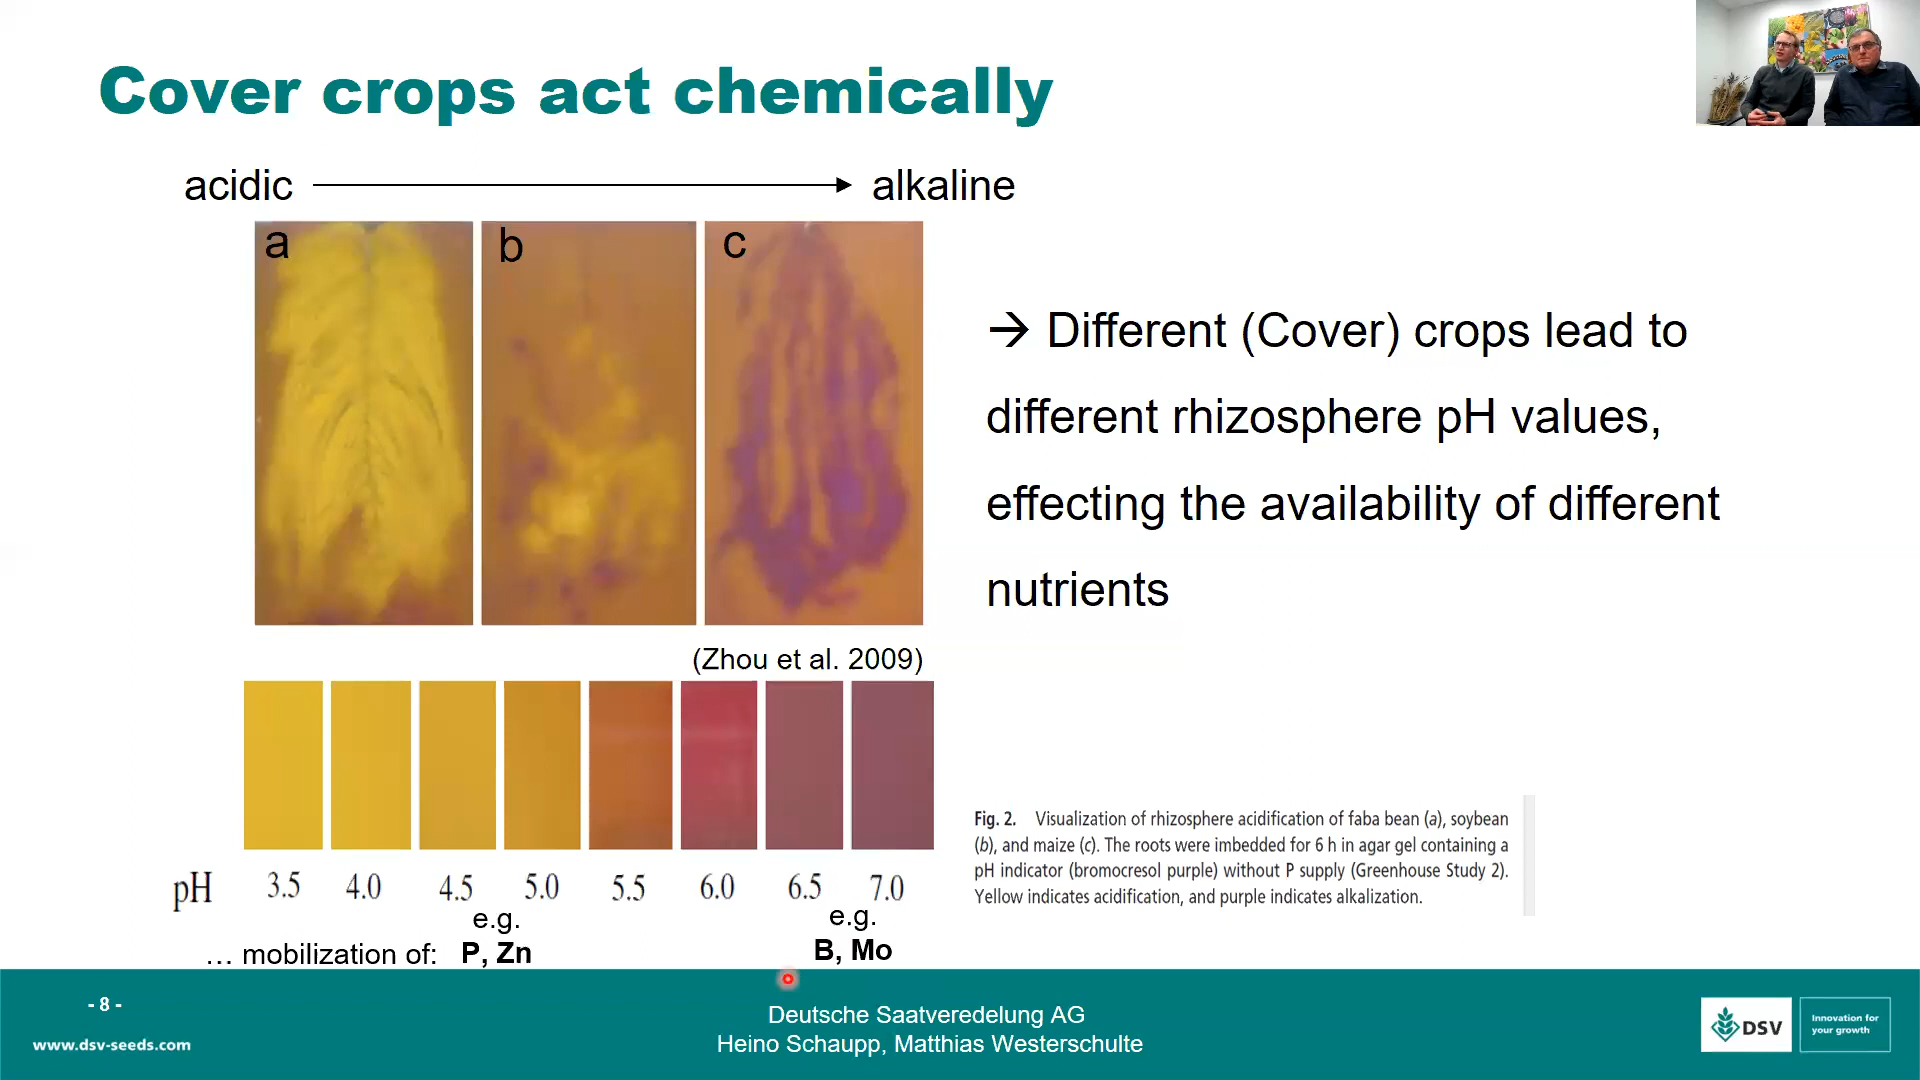 Cover crops act chemically
acidic
alkaline
a
b
c
(Zhou et al. 2009)
→ Different (Cover) crops lead to
different rhizosphere pH values,
effecting the availability of different
nutrients
pH 3.5 4.0 4.5 5.0 5.5 6.0 6.5 7.0
e.g.
e.g.
… mobilization of: P, Zn
B, Mo
Fig. 2. Visualization of rhizosphere acidification of faba bean (a), soybean
(b), and maize (c). The roots were imbedded for 6 h in agar gel containing a
pH indicator (bromocresol purple) without P supply (Greenhouse Study 2).
Yellow indicates acidification, and purple indicates alkalization.
- 8 -
www.dsv-seeds.com
Deutsche Saatveredelung AG
Heino Schaupp, Matthias Westerschulte
DSV
Innovation for
your growth